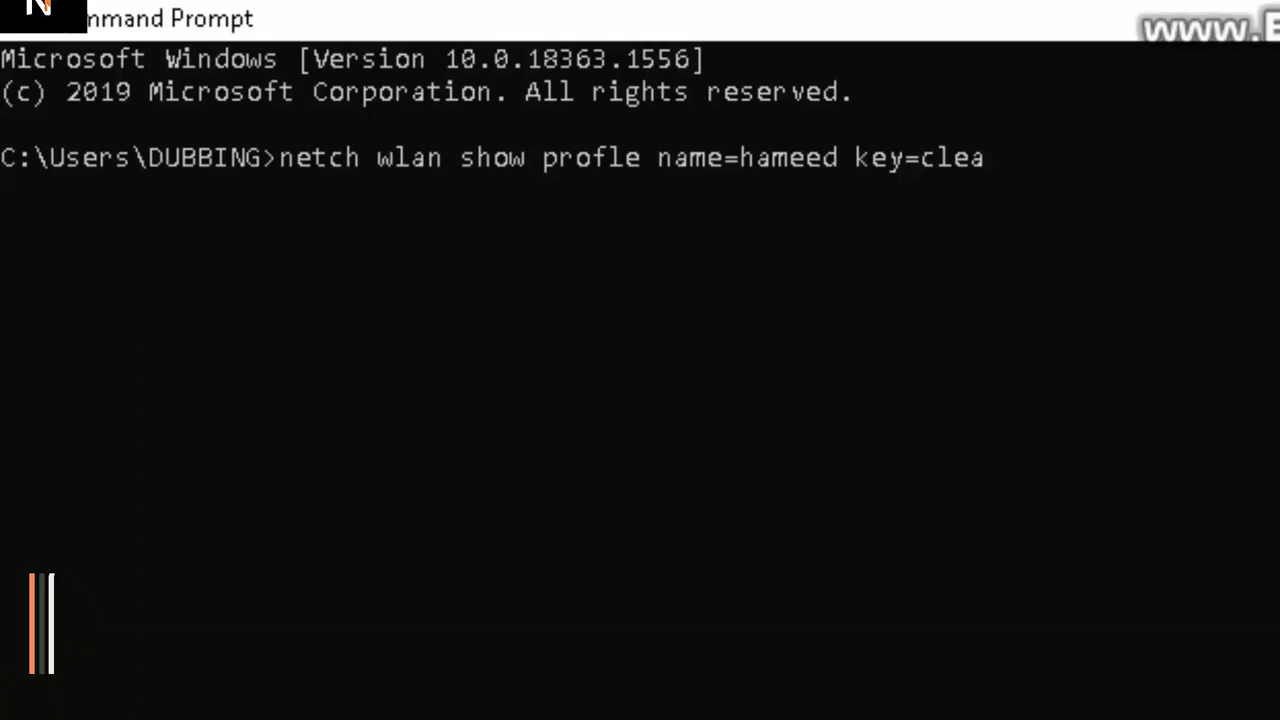 N
mmand Prompt
www.E
Microsoft Windows [Version 10.0.18363.1556]
(c) 2019 Microsoft Corporation. All rights reserved.
C:\Users\DUBBING>netch wlan show profle name=hameed key=clea